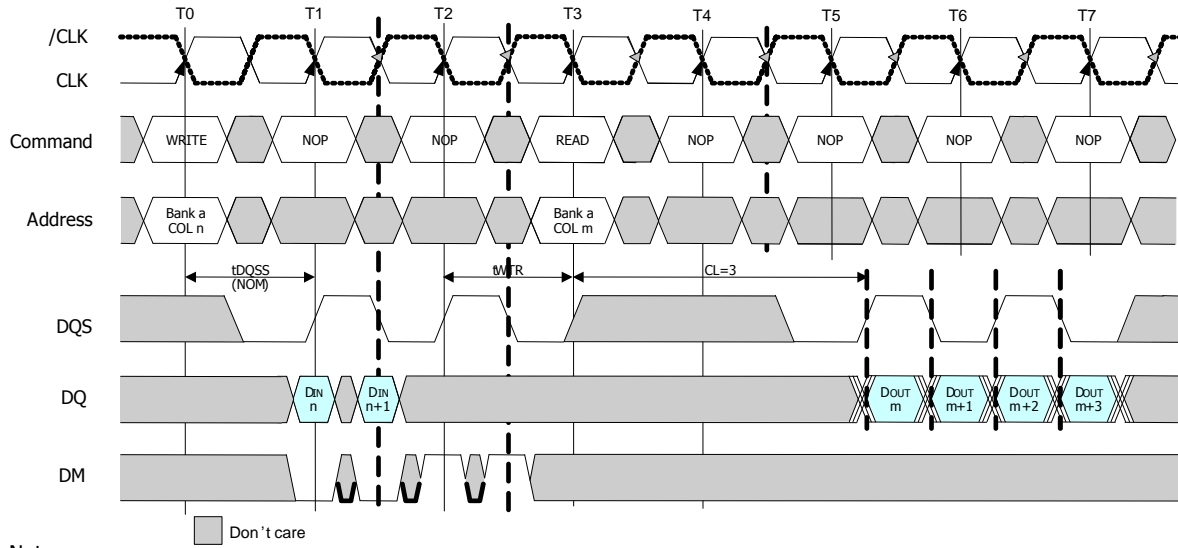 T0 T1 T2 T3 T4 T5 T6 T7
/CLK
CLK
Command WRITE NOP NOP READ NOP NOP NOP NOP
Address Bank a COL n Bank a COL m
tDQSS (NOM) tWTR CL=3
DQS
DQ DIN n DIN n+1 DOUT m DOUT m+1 DOUT m+2 DOUT m+3
DM
Don't care